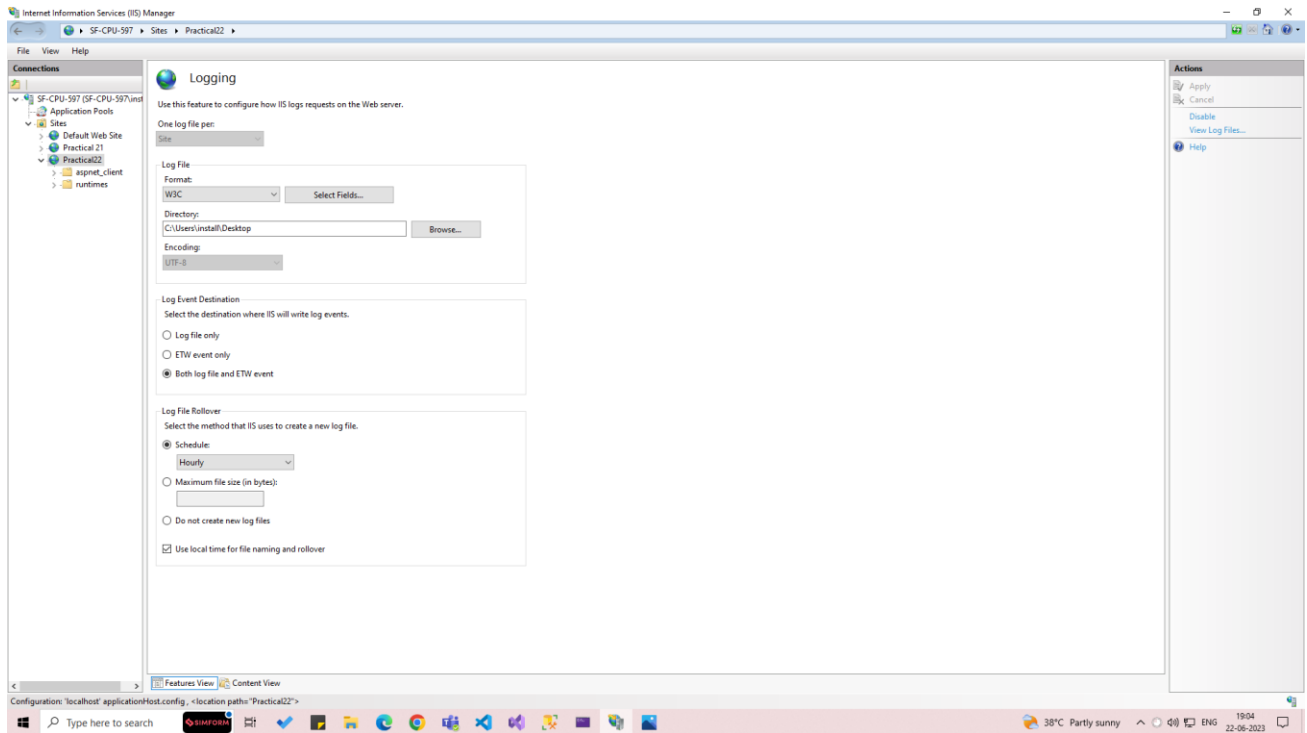 Internet Information Services (IIS) Manager
SF-CPU-597 Sites Practical22
File View Help
Connections
SF-CPU-597 (SF-CPU-597\inst
Application Pools
Sites
Default Web Site
Practical 21
Practical22
aspnet_client
runtimes
Logging
Use this feature to configure how IIS logs requests on the Web server.
One log file per:
Site
Log File
Format:
W3C Select Fields...
Directory:
C:\Users\install\Desktop Browse...
Encoding:
UTF-8
Log Event Destination
Select the destination where IIS will write log events.
Log file only
ETW event only
Both log file and ETW event
Log File Rollover
Select the method that IIS uses to create a new log file.
Schedule:
Hourly
Maximum file size (in bytes):
Do not create new log files
Use local time for file naming and rollover
Features View Content View
Actions
Apply
Cancel
Disable
View Log Files...
Help
Configuration: 'localhost' applicationHost.config , <location path="Practical22">
Type here to search SIMFORM 38°C Partly sunny ENG 19:04
22-06-2023